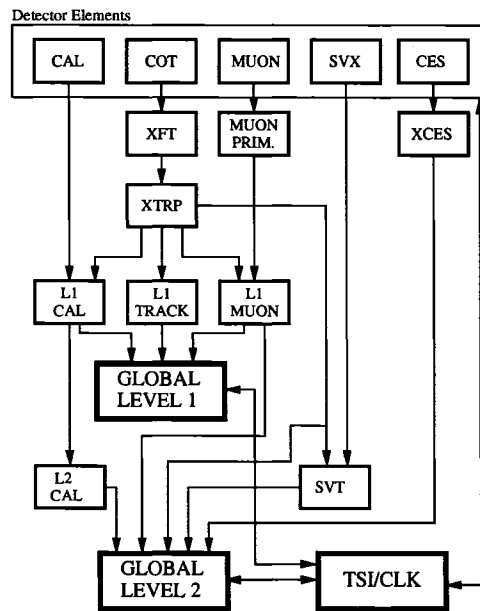 Detector Elements
CAL
COT
MUON
SVX
CES
XFT
MUON
PRIM.
XCES
XTRP
L1
CAL
L1
TRACK
L1
MUON
GLOBAL
LEVEL 1
L2
CAL
SVT
GLOBAL
LEVEL 2
TSI/CLK